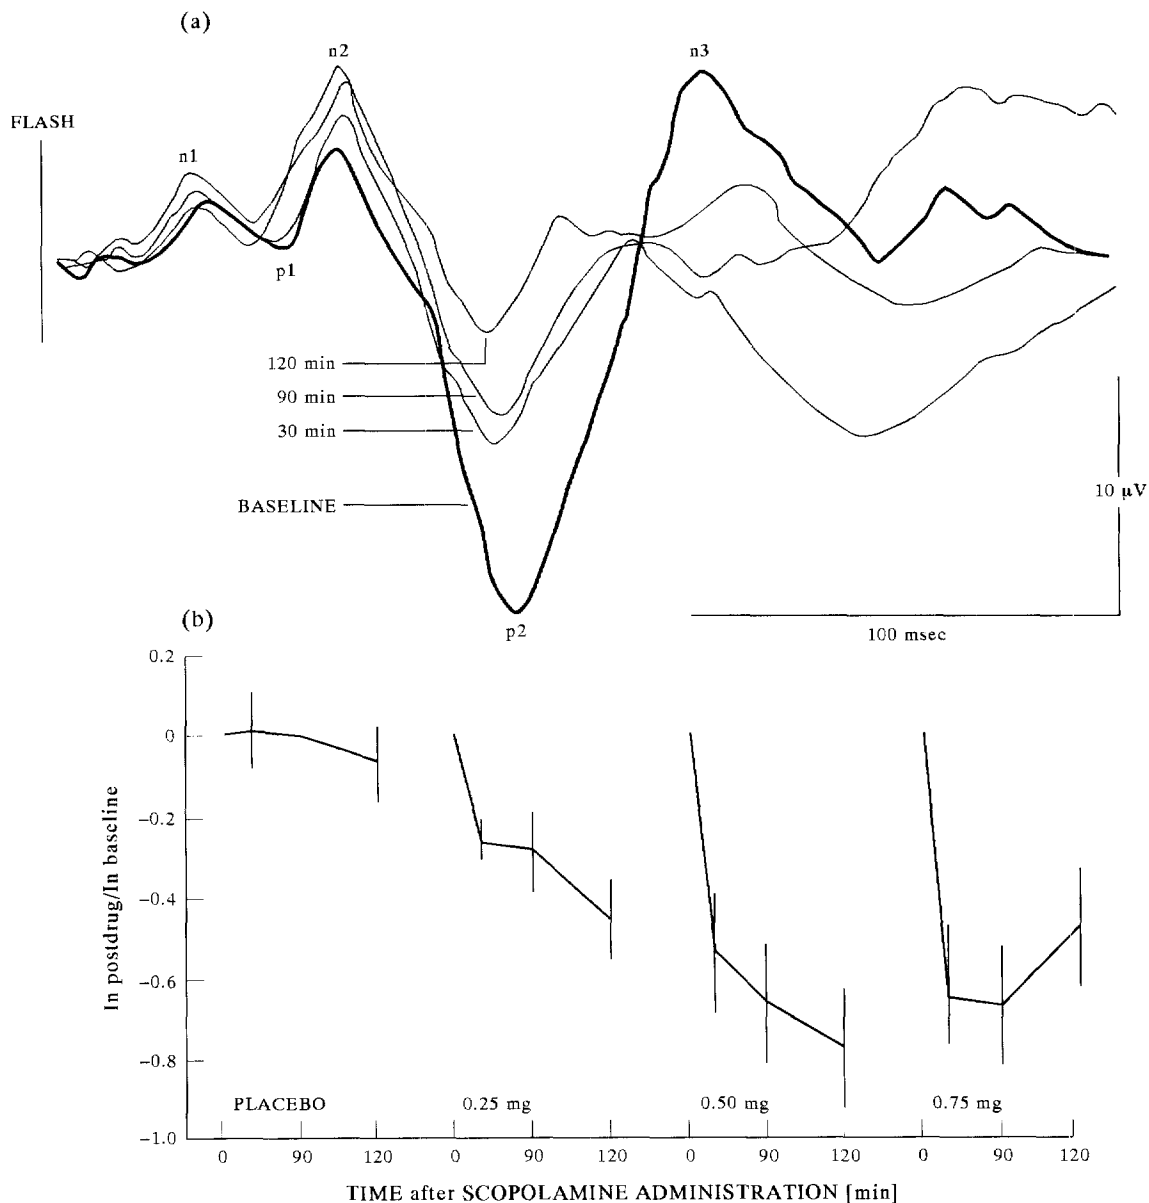 (a)
n2
n3
FLASH
n1
p1
120 min
90 min
30 min
BASELINE
10 µV
(b)
p2
100 msec
0.2
0
−0.2
−0.4
−0.6
−0.8
−1.0
ln postdrug/ln baseline
PLACEBO
0.25 mg
0.50 mg
0.75 mg
0 90 120 0 90 120 0 90 120 0 90 120
TIME after SCOPOLAMINE ADMINISTRATION [min]